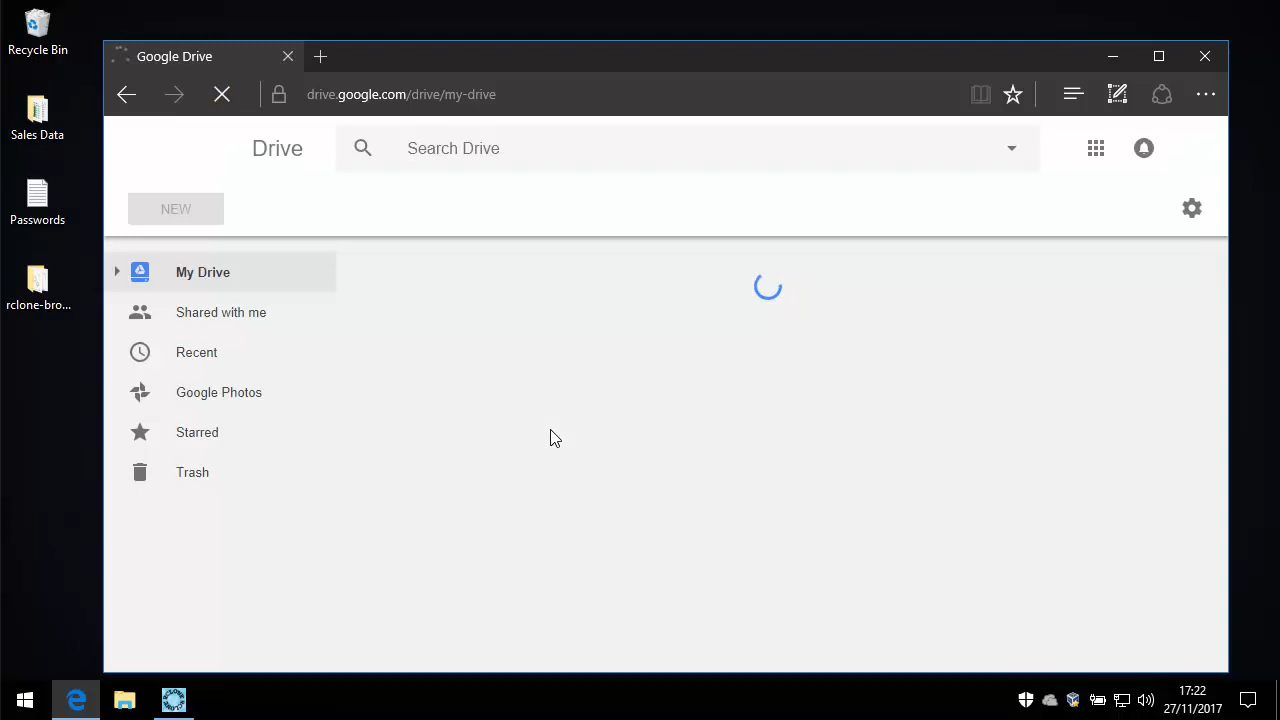 Recycle Bin
Sales Data
Passwords
rclone-bro...
Google Drive
drive.google.com/drive/my-drive
Drive
Search Drive
NEW
My Drive
Shared with me
Recent
Google Photos
Starred
Trash
17:22
27/11/2017